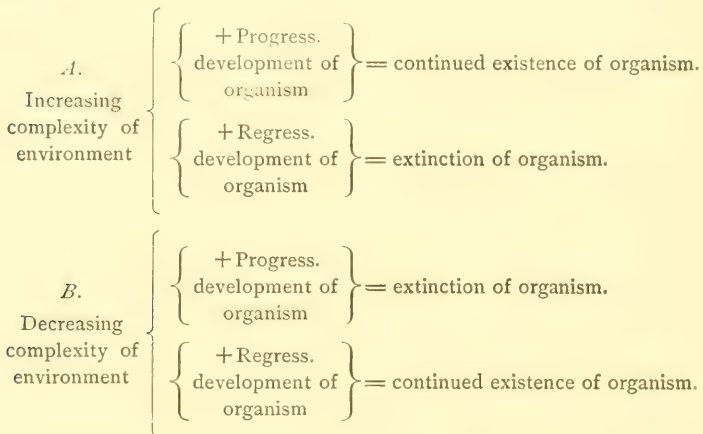 A.
Increasing
complexity of
environment
+ Progress.
development of
organism
= continued existence of organism.
+ Regress.
development of
organism
= extinction of organism.
B.
Decreasing
complexity of
environment
+ Progress.
development of
organism
= extinction of organism.
+ Regress.
development of
organism
= continued existence of organism.